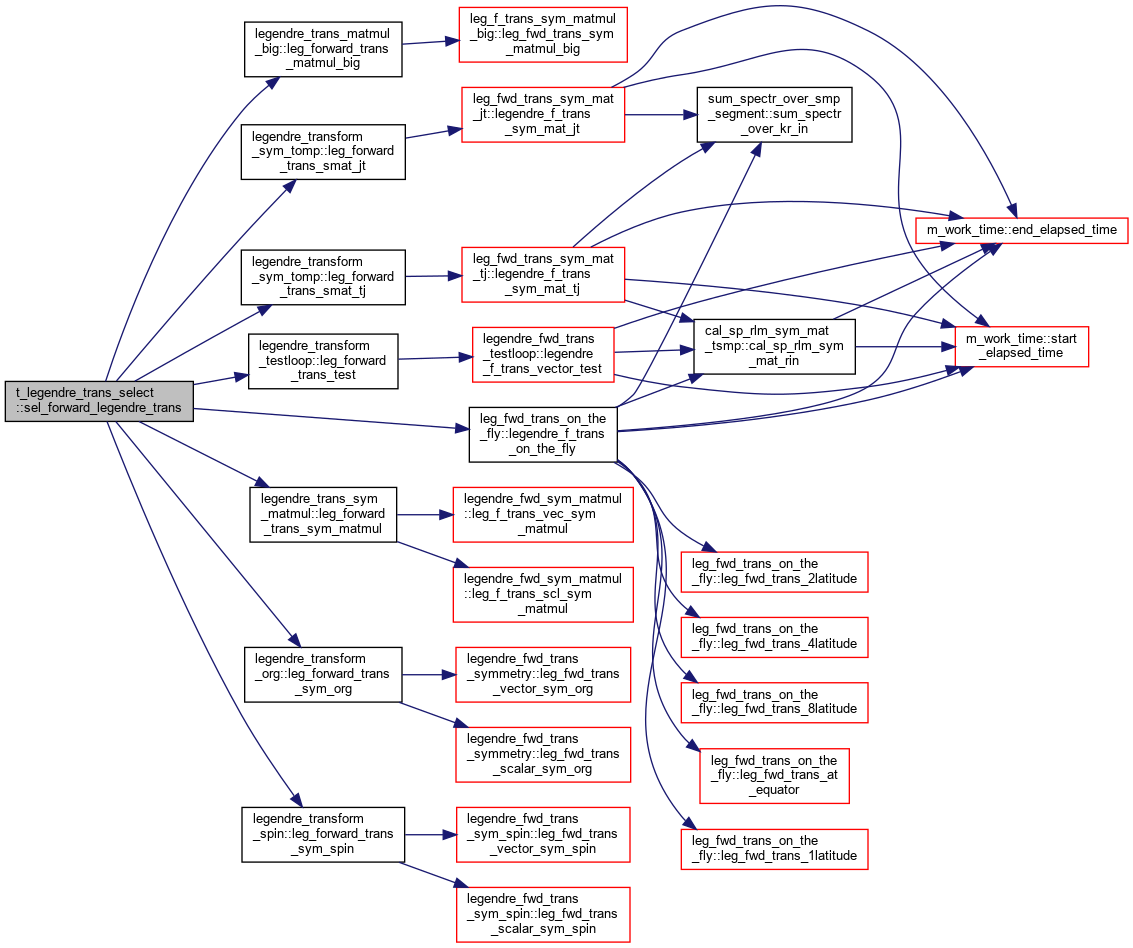 t_legendre_trans_select
::sel_forward_legendre_trans
legendre_trans_matmul
_big::leg_forward_trans
_matmul_big
legendre_transform
_sym_tomp::leg_forward
_trans_smat_jt
legendre_transform
_sym_tomp::leg_forward
_trans_smat_tj
legendre_transform
_testloop::leg_forward
_trans_test
legendre_trans_sym
_matmul::leg_forward
_trans_sym_matmul
legendre_transform
_org::leg_forward_trans
_sym_org
legendre_transform
_spin::leg_forward_trans
_sym_spin
leg_f_trans_sym_matmul
_big::leg_fwd_trans_sym
_matmul_big
leg_fwd_trans_sym_mat
_jt::legendre_f_trans
_sym_mat_jt
leg_fwd_trans_sym_mat
_tj::legendre_f_trans
_sym_mat_tj
legendre_fwd_trans
_testloop::legendre
_f_trans_vector_test
leg_fwd_trans_on_the
_fly::legendre_f_trans
_on_the_fly
legendre_fwd_sym_matmul
::leg_f_trans_vec_sym
_matmul
legendre_fwd_sym_matmul
::leg_f_trans_scl_sym
_matmul
legendre_fwd_trans
_symmetry::leg_fwd_trans
_vector_sym_org
legendre_fwd_trans
_symmetry::leg_fwd_trans
_scalar_sym_org
legendre_fwd_trans
_sym_spin::leg_fwd_trans
_vector_sym_spin
legendre_fwd_trans
_sym_spin::leg_fwd_trans
_scalar_sym_spin
sum_spectr_over_smp
_segment::sum_spectr
_over_kr_in
cal_sp_rlm_sym_mat
_tsmp::cal_sp_rlm_sym
_mat_rin
leg_fwd_trans_on_the
_fly::leg_fwd_trans_2latitude
leg_fwd_trans_on_the
_fly::leg_fwd_trans_4latitude
leg_fwd_trans_on_the
_fly::leg_fwd_trans_8latitude
leg_fwd_trans_on_the
_fly::leg_fwd_trans_at
_equator
leg_fwd_trans_on_the
_fly::leg_fwd_trans_1latitude
m_work_time::end_elapsed_time
m_work_time::start
_elapsed_time